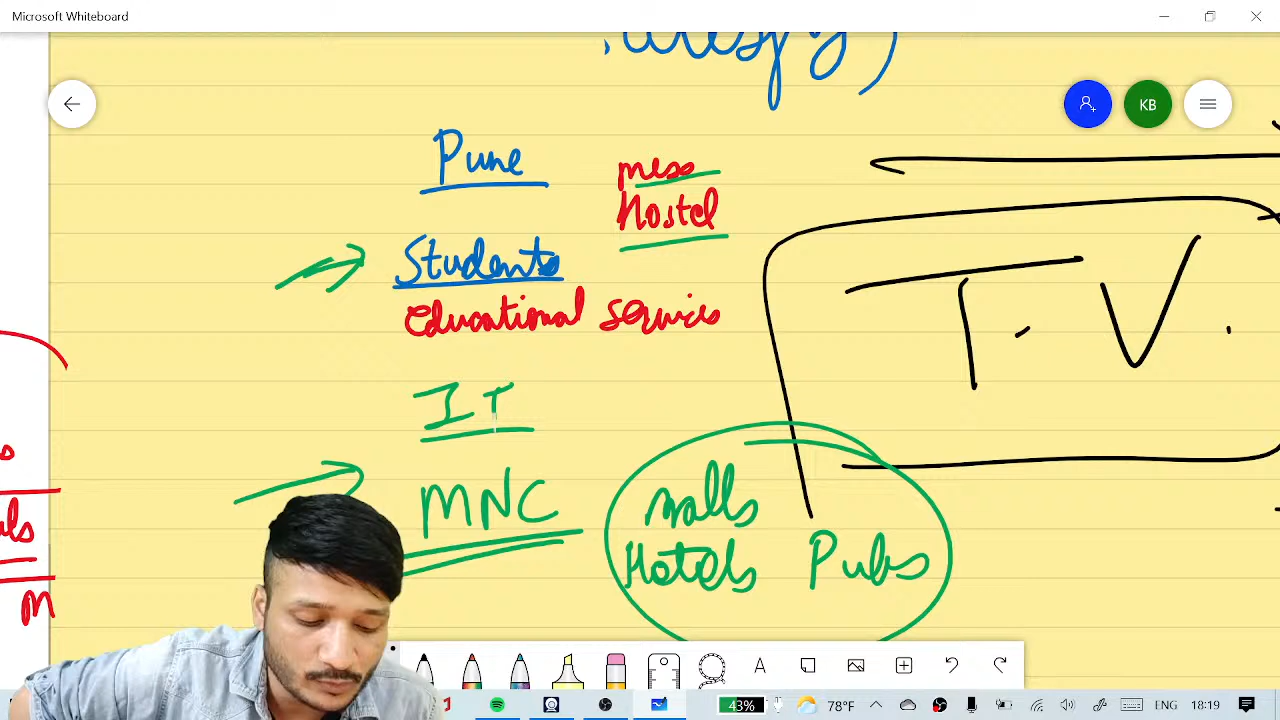 Microsoft Whiteboard
KB
Pune
mess
Hostel
Students
Educational Services
T. V.
IT
MNC
Malls
Hotels Pubs
M
43%
78°F
ENG
18:19